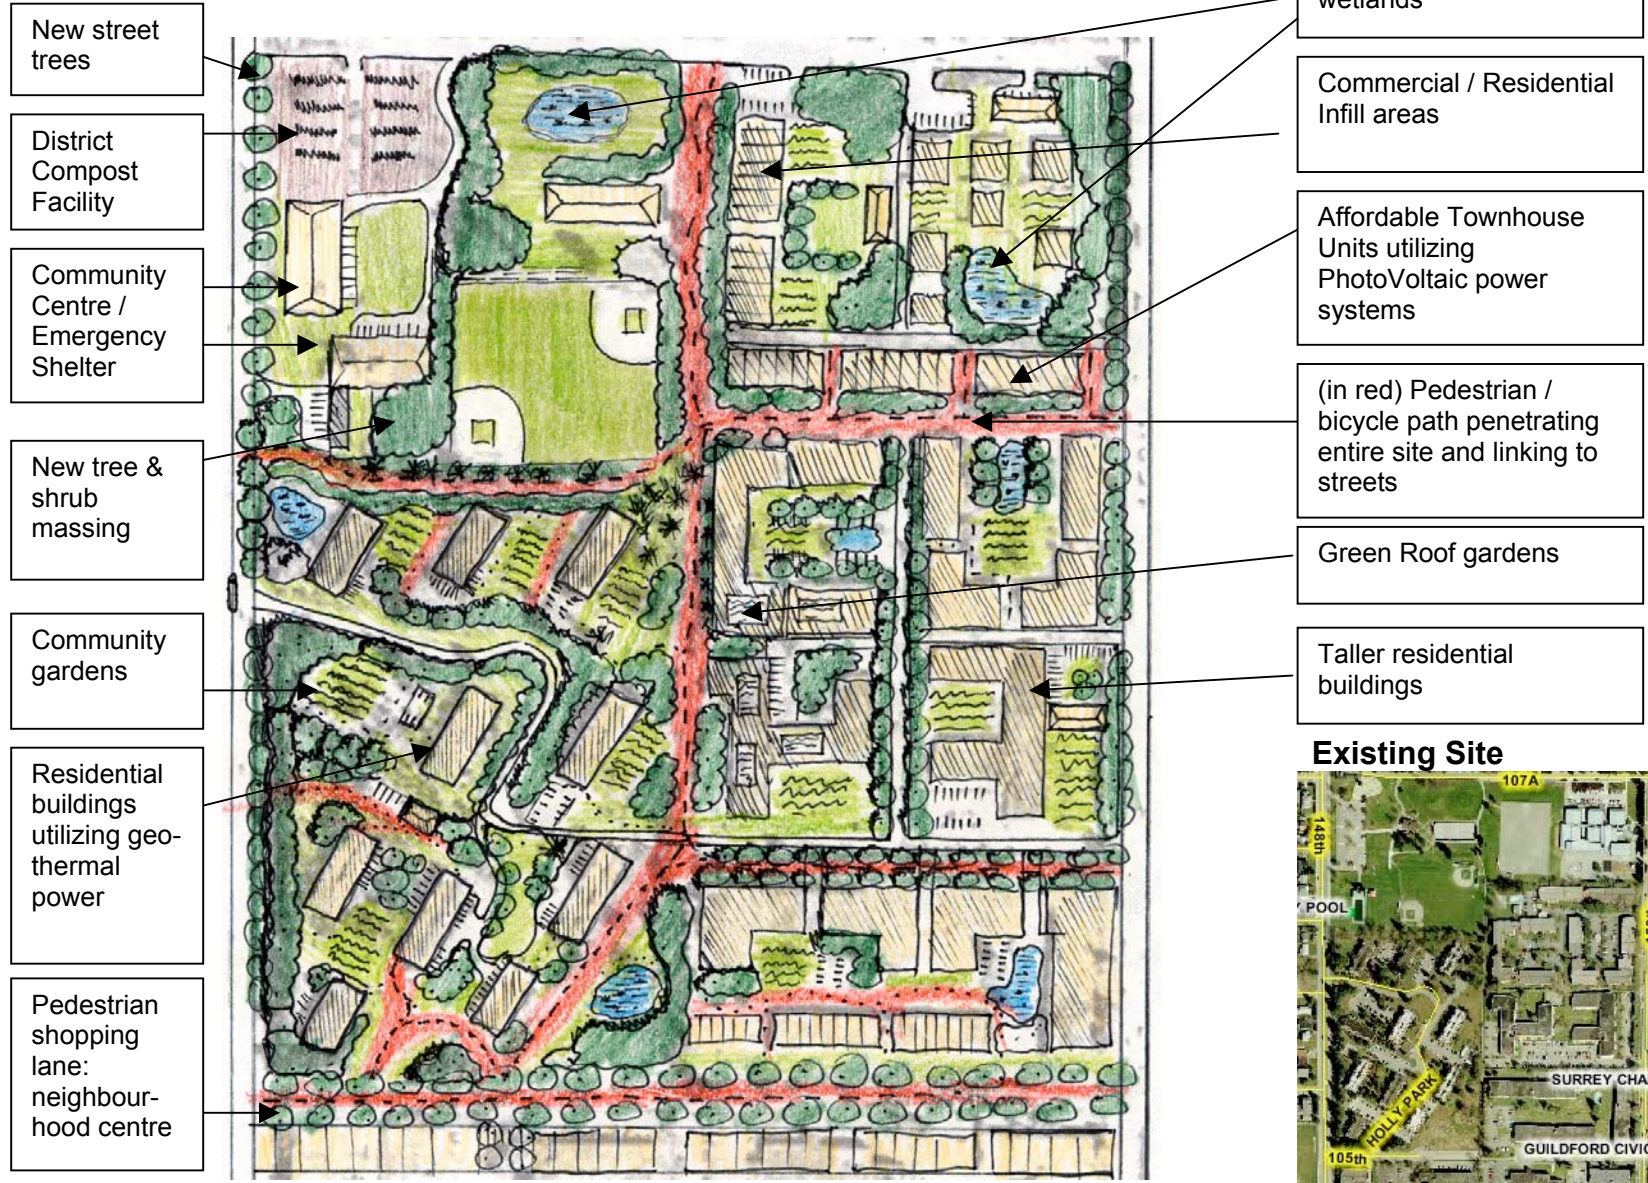 New street
trees
District
Compost
Facility
Community
Centre /
Emergency
Shelter
New tree &
shrub
massing
Community
gardens
Residential
buildings
utilizing geo-
thermal
power
Pedestrian
shopping
lane:
neighbour-
hood centre
wetlands
Commercial / Residential
Infill areas
Affordable Townhouse
Units utilizing
PhotoVoltaic power
systems
(in red) Pedestrian /
bicycle path penetrating
entire site and linking to
streets
Green Roof gardens
Taller residential
buildings
Existing Site
107A
148th
Y POOL
HOLLY PARK
SURREY CHA
GUILDFORD CIVIC
105th